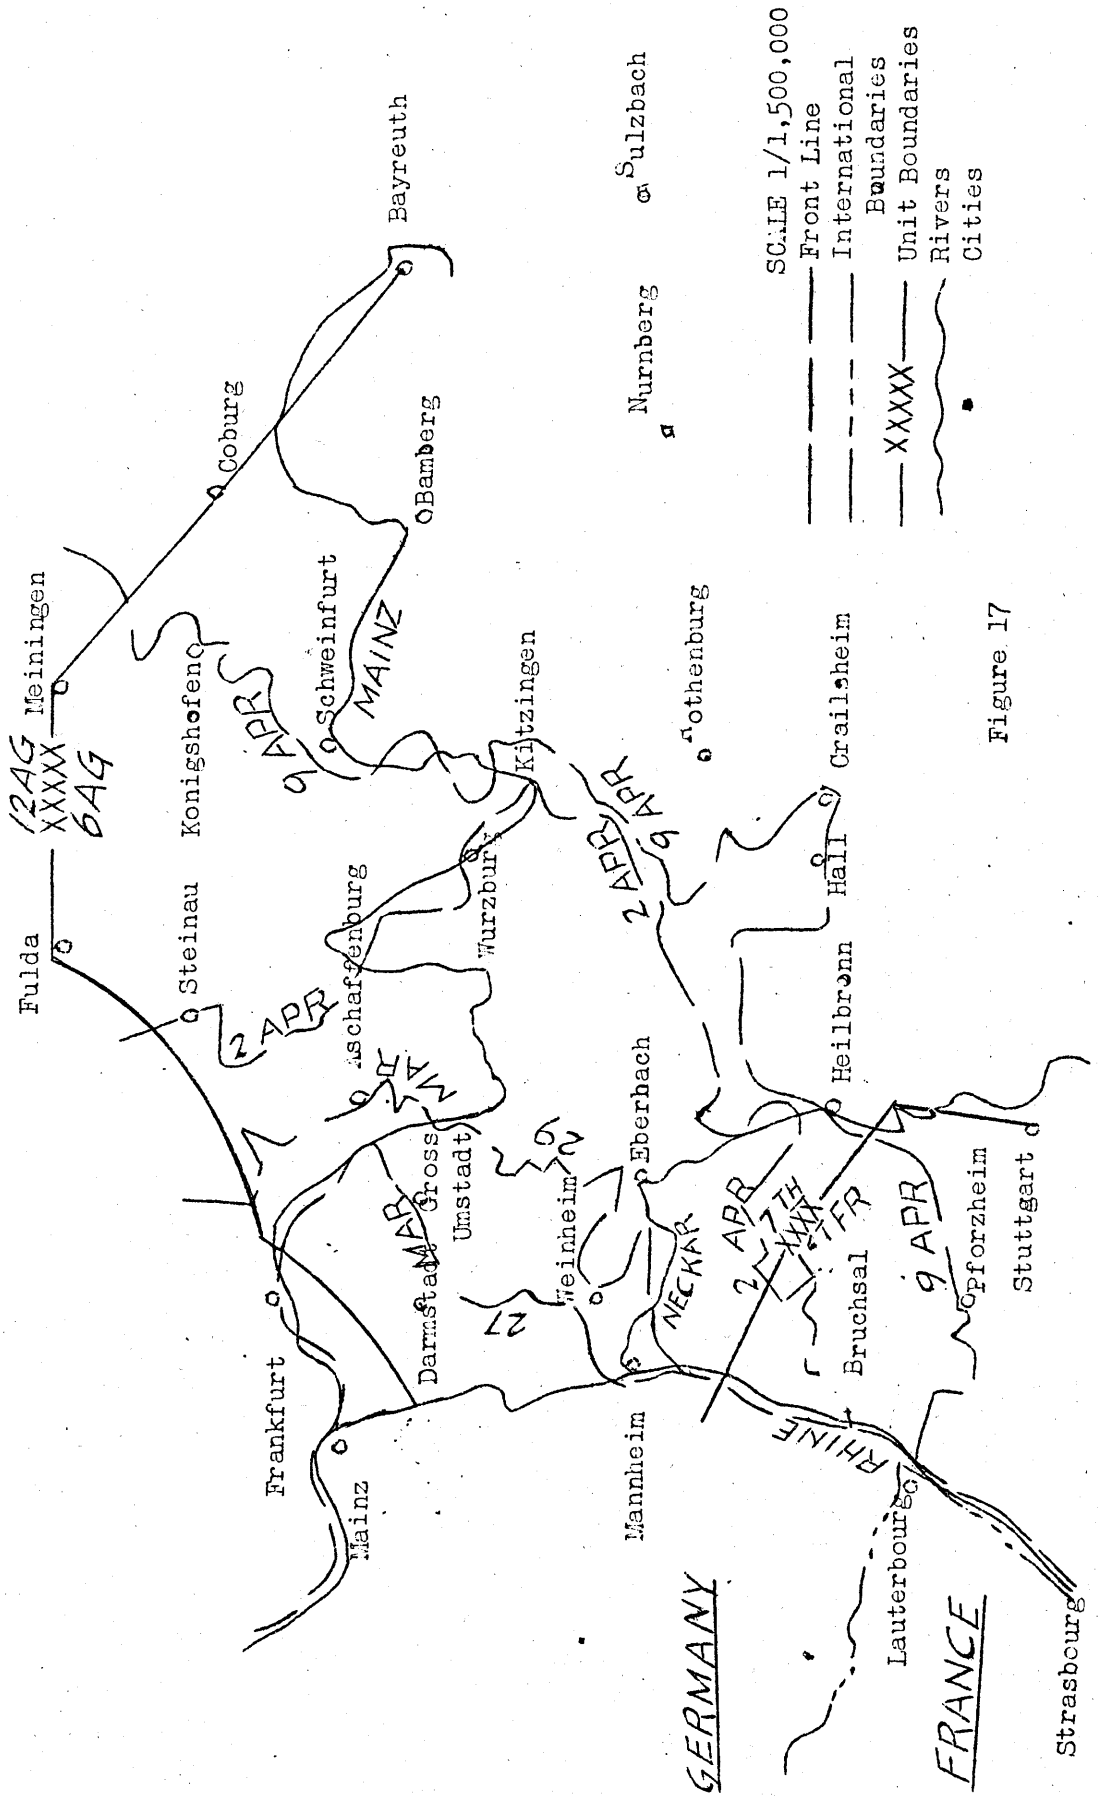 12AG
XXXXX
6AG
Fulda
Meiningen
Steinau
Konigshofen
Coburg
Bayreuth
9 APR
Schweinfurt
MAINZ
Bamberg
2 APR
Aschaffenburg
MAR
Frankfurt
Mainz
Wurzburg
Kitzingen
Darmstadt
Gross
Umstadt
MAR
27
Weinheim
29
Eberbach
Mannheim
NECKAR
2 APR
9 APR
Rothenburg
Nurnberg
Sulzbach
2 APR
7TH
XXXX
1FR
Heilbronn
Hall
Crailsheim
Bruchsal
RHINE
9 APR
Pforzheim
Stuttgart
GERMANY
Lauterbourg
FRANCE
Strasbourg
SCALE 1/1,500,000
Front Line
International
Boundaries
XXXXX
Unit Boundaries
Rivers
Cities
Figure 17